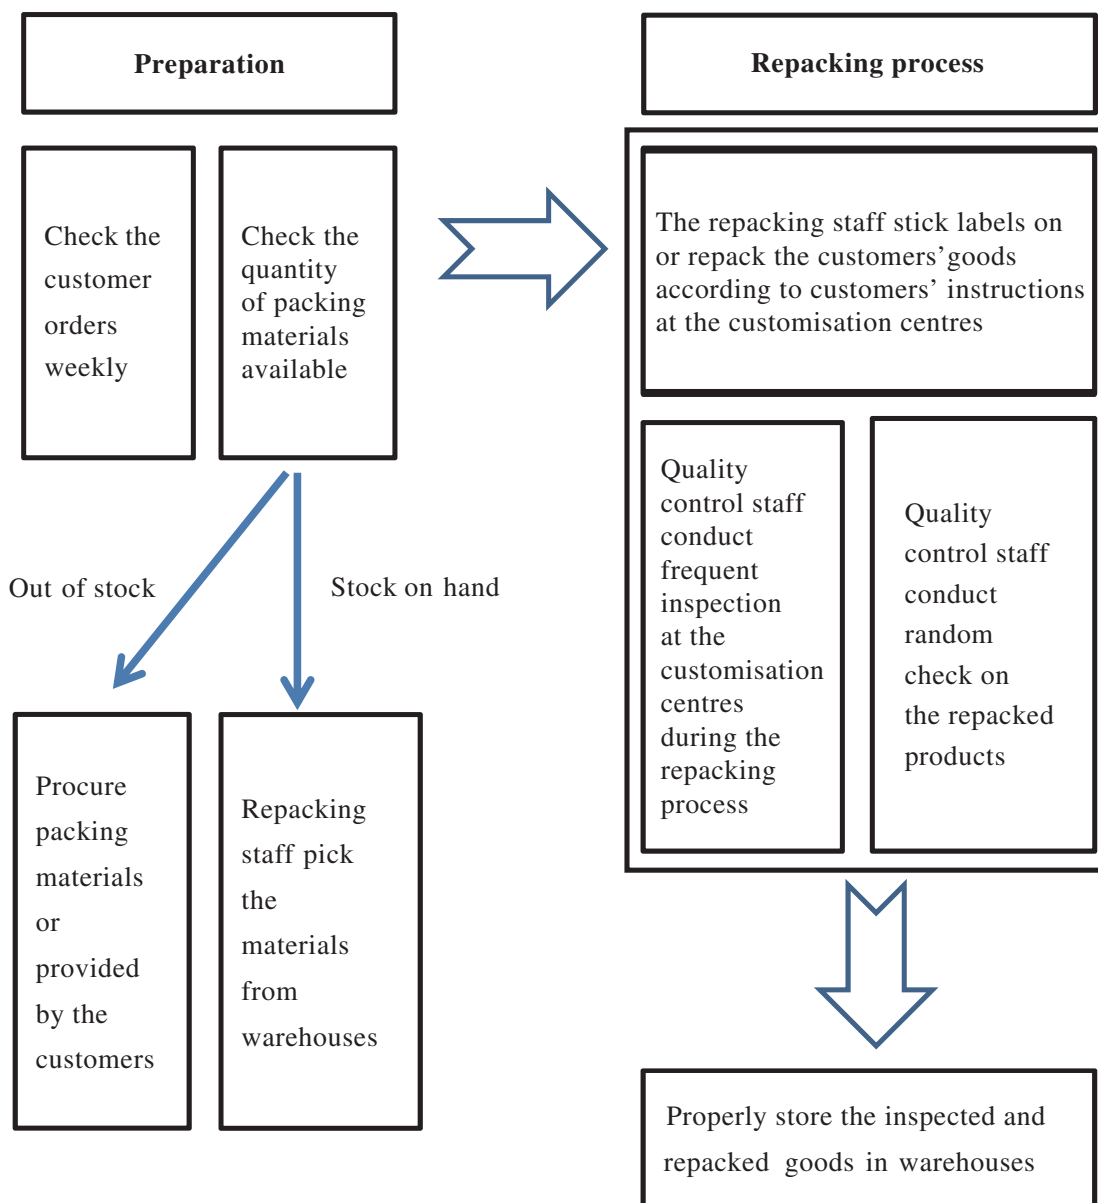 Preparation
Check the
customer
orders
weekly
Check the
quantity
of packing
materials
available
Out of stock
Stock on hand
Procure
packing
materials
or
provided
by the
customers
Repacking
staff pick
the
materials
from
warehouses
Repacking process
The repacking staff stick labels on
or repack the customers’goods
according to customers’ instructions
at the customisation centres
Quality
control staff
conduct
frequent
inspection
at the
customisation
centres
during the
repacking
process
Quality
control staff
conduct
random
check on
the repacked
products
Properly store the inspected and
repacked goods in warehouses